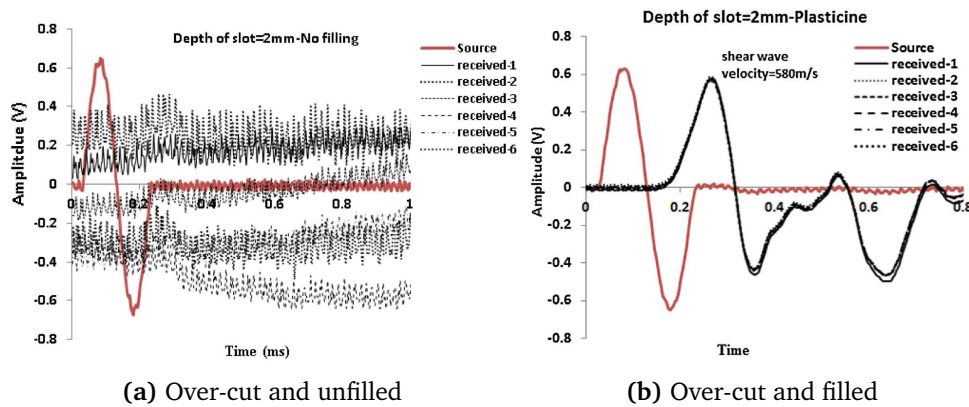 Depth of slot=2mm-No filling
Source
received-1
received-2
received-3
received-4
received-5
received-6
Amplitdue (V)
0.8
0.6
0.4
0.2
0
-0.2
-0.4
-0.6
-0.8
0 0.2 0.4 0.6 0.8 1
Time (ms)
(a) Over-cut and unfilled
Depth of slot=2mm-Plasticine
shear wave
velocity=580m/s
Source
received-1
received-2
received-3
received-4
received-5
received-6
Amplitude (V)
0.8
0.6
0.4
0.2
0
-0.2
-0.4
-0.6
-0.8
0 0.2 0.4 0.6 0.8
Time
(b) Over-cut and filled